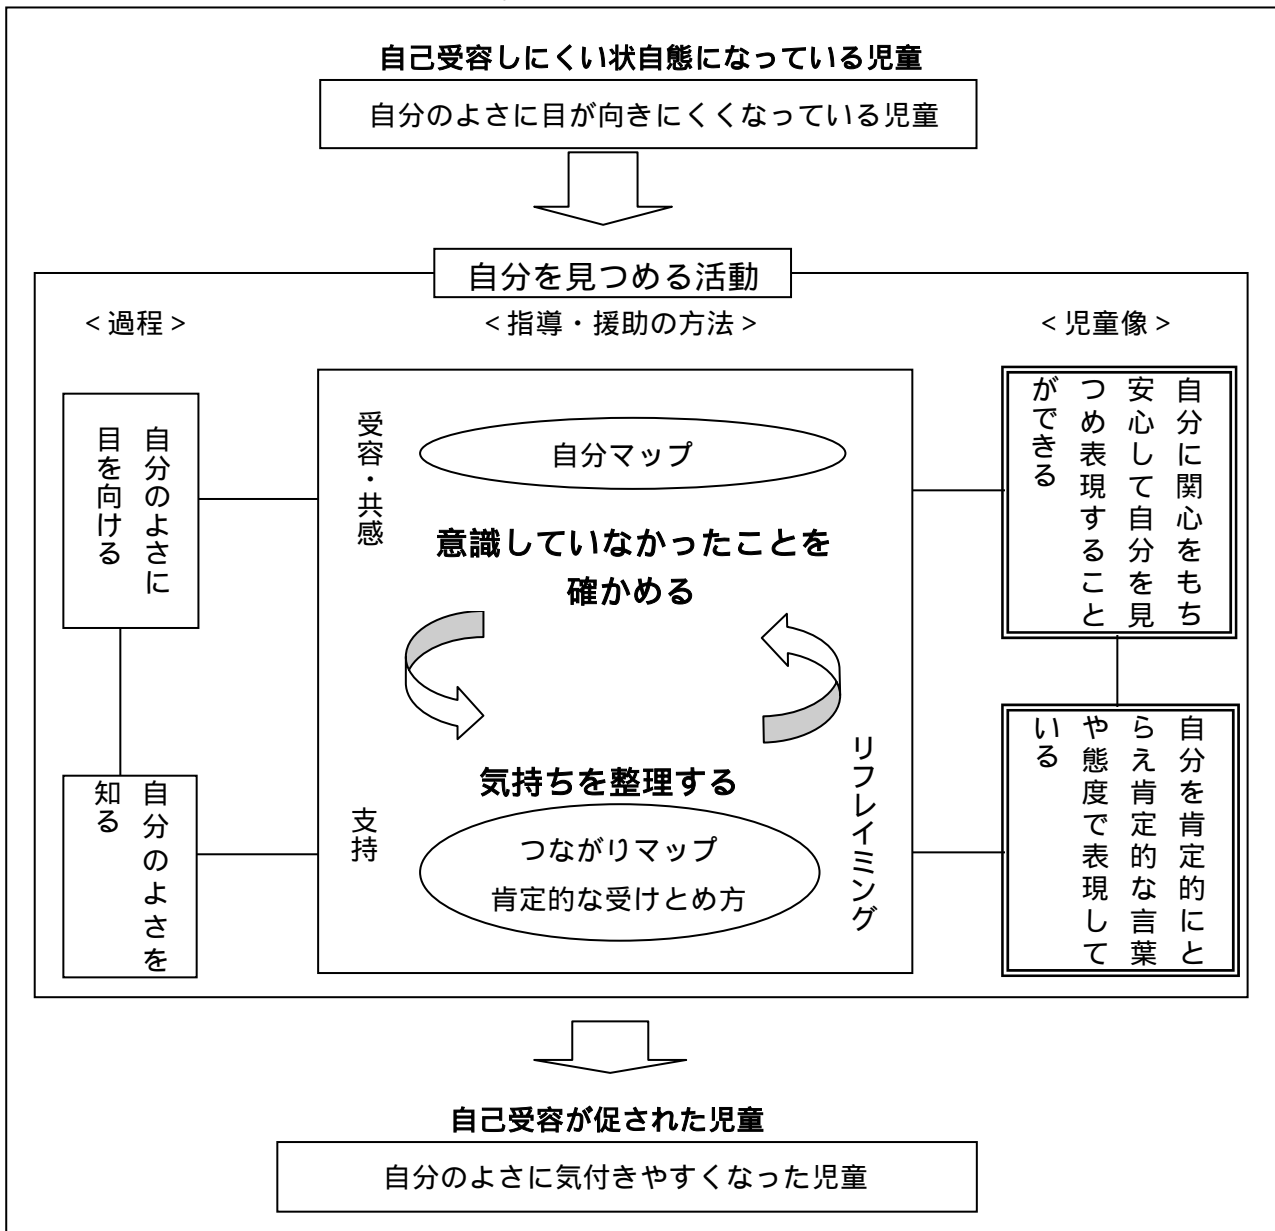 自己受容しにくい状自態になっている児童
自分のよさに目が向きにくくなっている児童
自分を見つめる活動
<過程>
<指導・援助の方法>
<児童像>
自分のよさに
目を向ける
自分のよさを
知る
受容・共感
自分マップ
意識していなかったことを
確かめる
気持ちを整理する
支持
つながりマップ
肯定的な受けとめ方
リフレイミング
自分に関心をもち
安心して自分を見
つめ表現すること
ができる
自分を肯定的にと
らえ肯定的な言葉
や態度で表現して
いる
自己受容が促された児童
自分のよさに気付きやすくなった児童